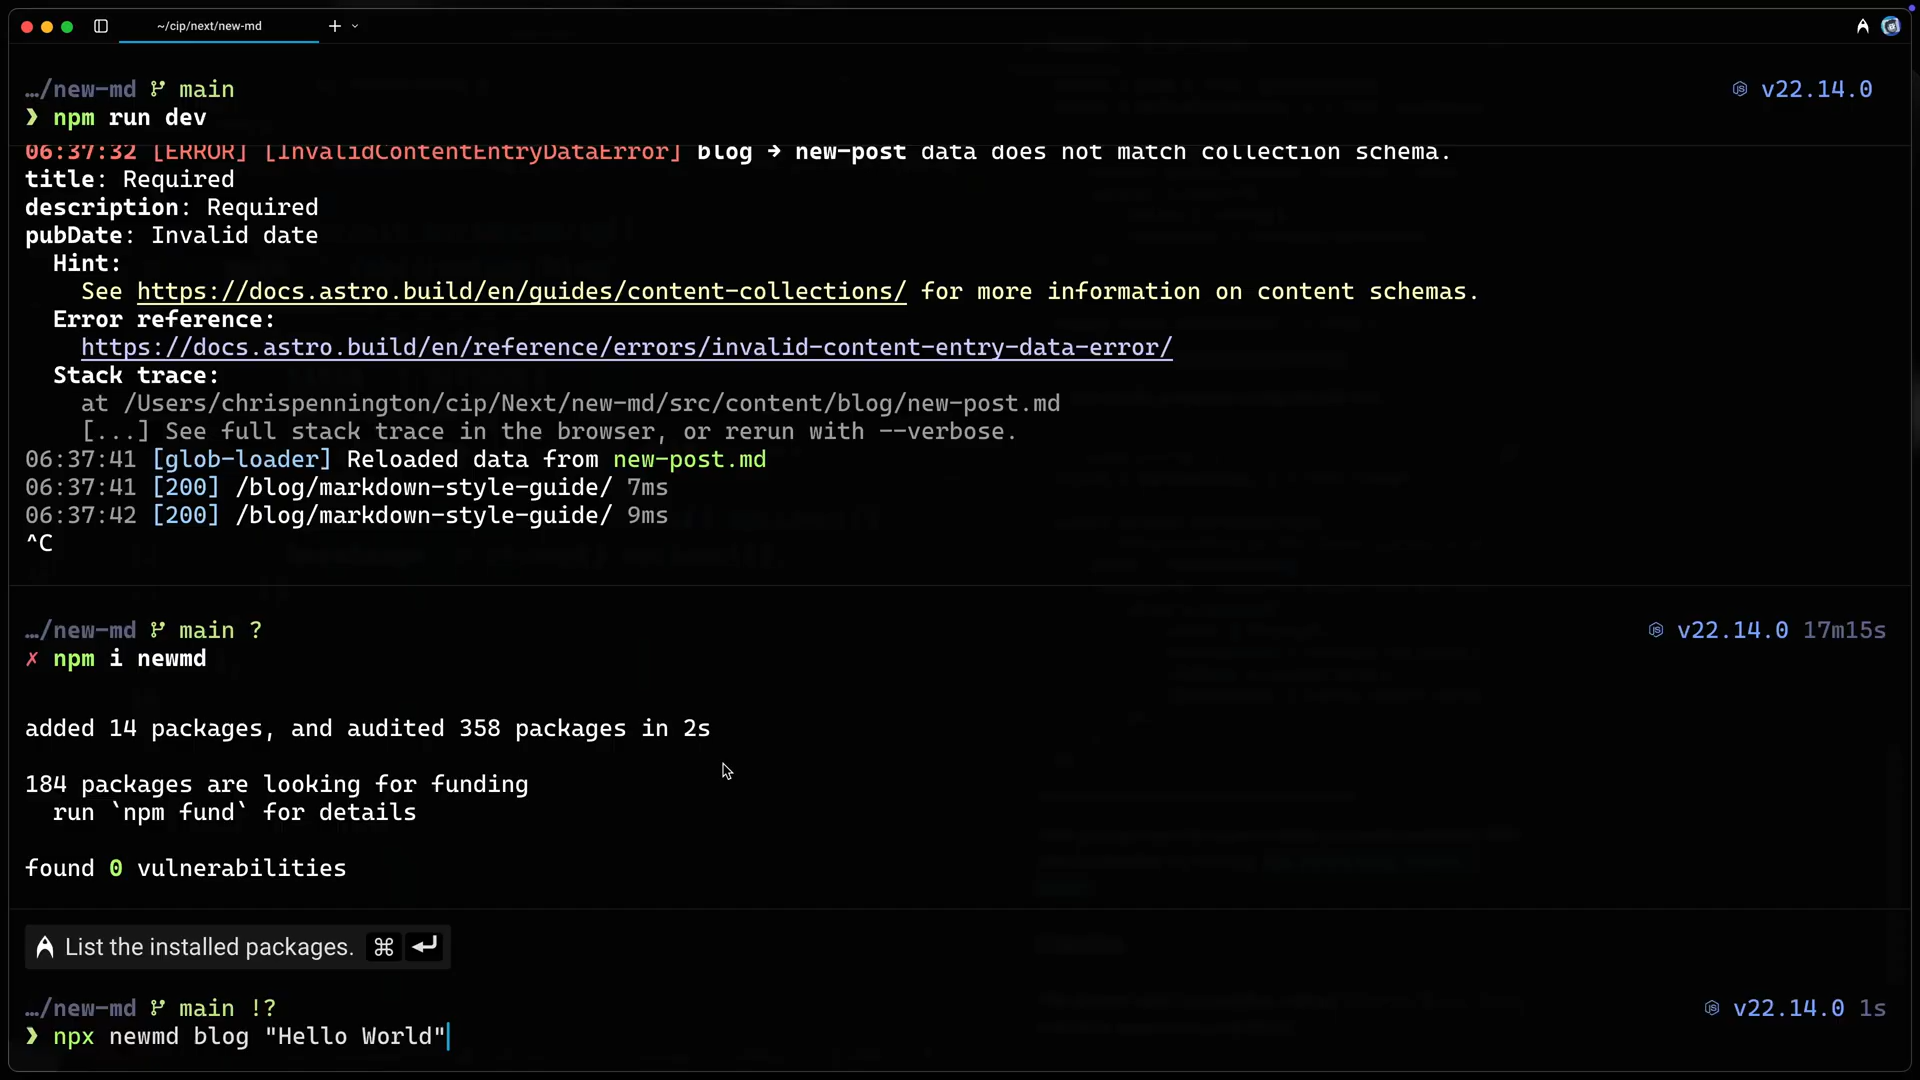 ~/cip/next/new-md
…/new-md main v22.14.0
❯ npm run dev
06:37:32 [ERROR] [InvalidContentEntryDataError] blog → new-post data does not match collection schema.
title: Required
description: Required
pubDate: Invalid date
Hint:
See https://docs.astro.build/en/guides/content-collections/ for more information on content schemas.
Error reference:
https://docs.astro.build/en/reference/errors/invalid-content-entry-data-error/
Stack trace:
at /Users/chrispennington/cip/Next/new-md/src/content/blog/new-post.md
[...] See full stack trace in the browser, or rerun with --verbose.
06:37:41 [glob-loader] Reloaded data from new-post.md
06:37:41 [200] /blog/markdown-style-guide/ 7ms
06:37:42 [200] /blog/markdown-style-guide/ 9ms
^C
…/new-md main ? v22.14.0 17m15s
✗ npm i newmd
added 14 packages, and audited 358 packages in 2s
184 packages are looking for funding
run `npm fund` for details
found 0 vulnerabilities
List the installed packages. ⌘ ↵
…/new-md main !? v22.14.0 1s
❯ npx newmd blog "Hello World"